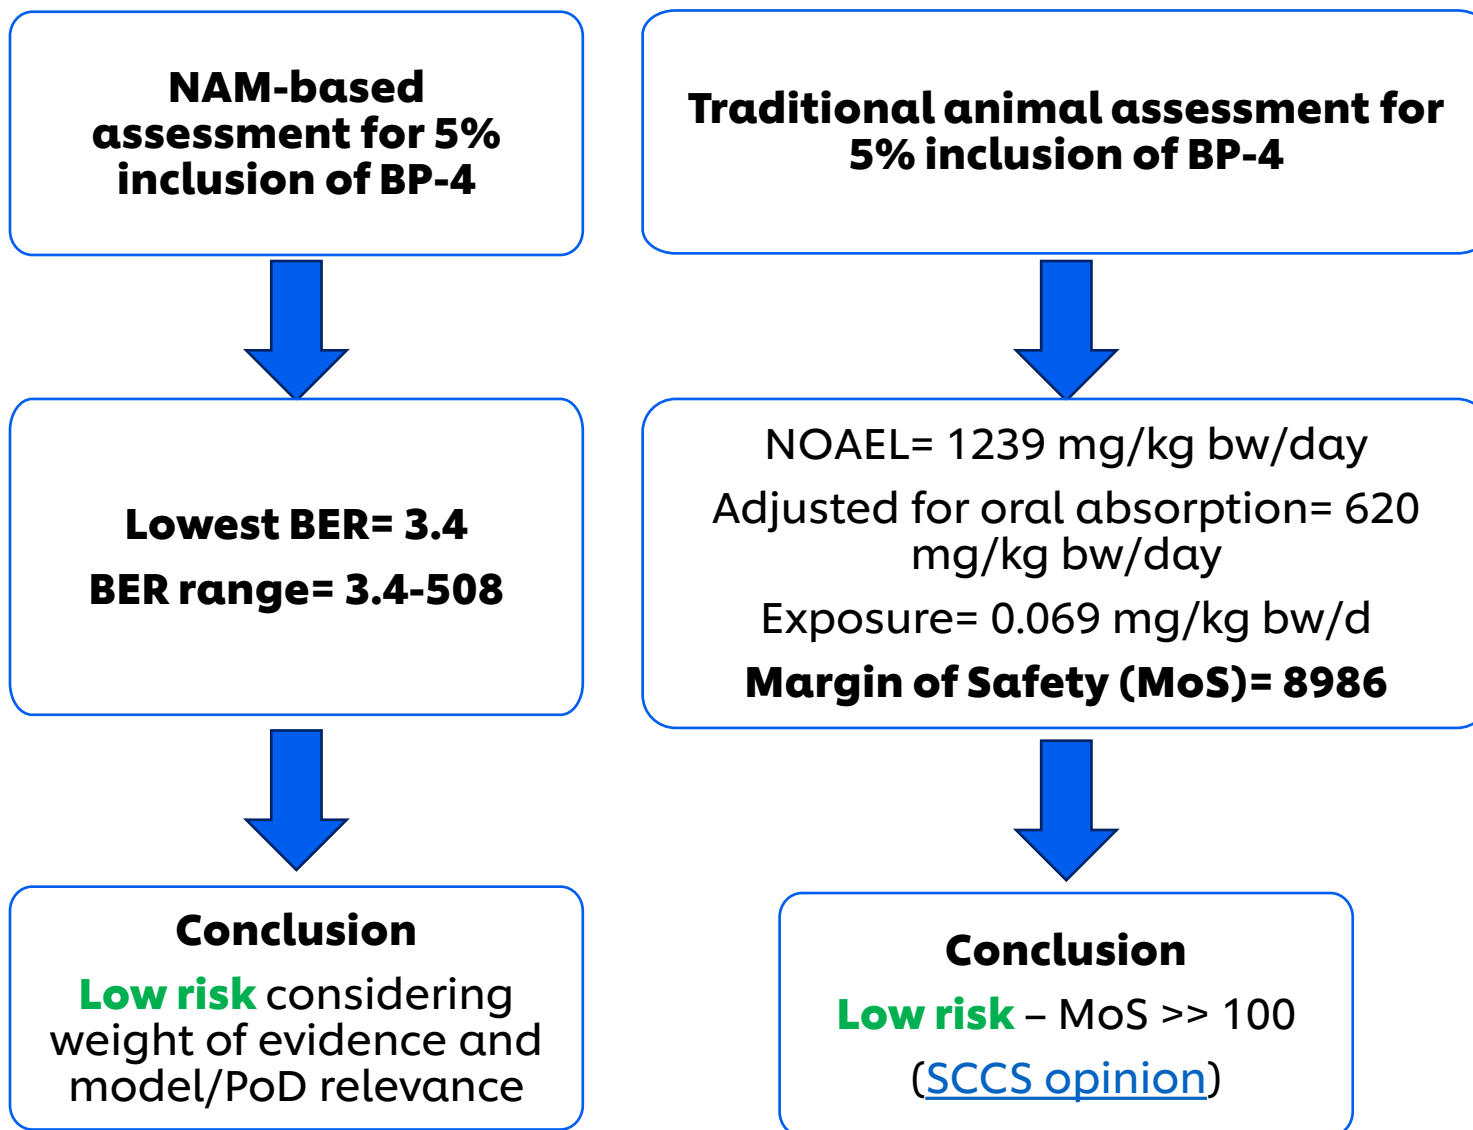 NAM-based
assessment for 5%
inclusion of BP-4
Traditional animal assessment for
5% inclusion of BP-4
Lowest BER= 3.4
BER range= 3.4-508
NOAEL= 1239 mg/kg bw/day
Adjusted for oral absorption= 620
mg/kg bw/day
Exposure= 0.069 mg/kg bw/d
Margin of Safety (MoS)= 8986
Conclusion
Low risk considering
weight of evidence and
model/PoD relevance
Conclusion
Low risk – MoS >> 100
(SCCS opinion)